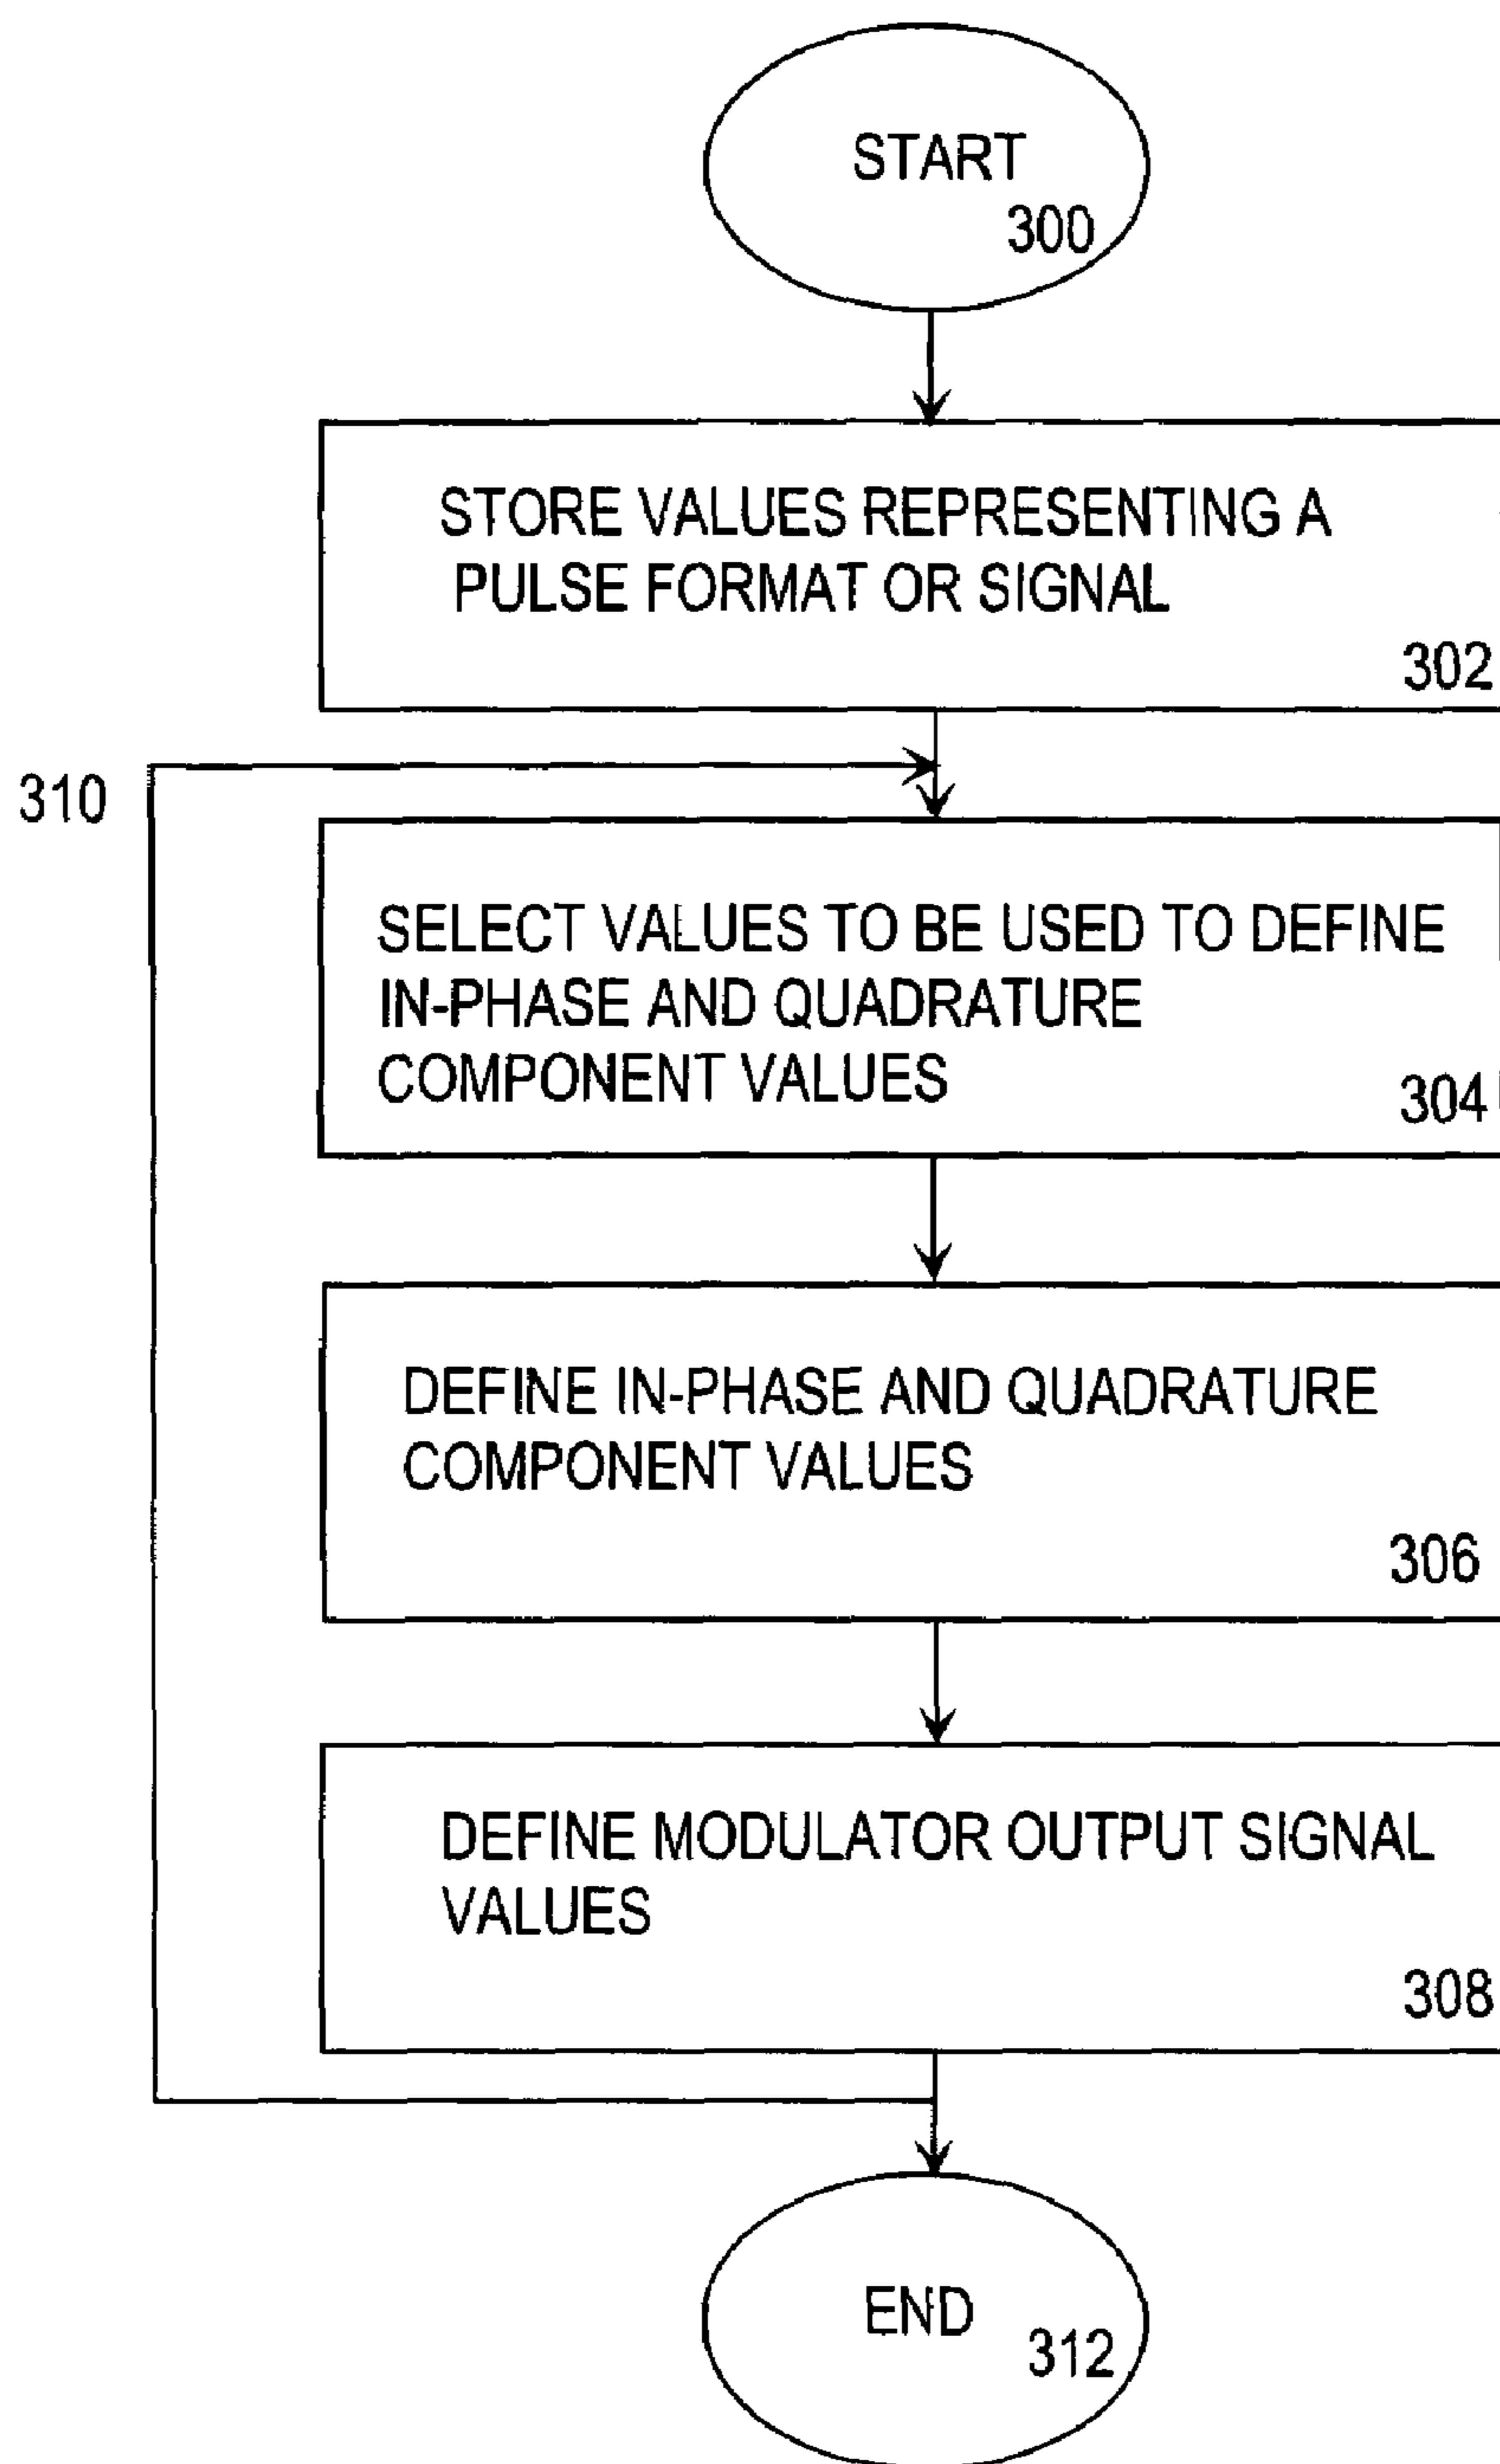 START
300
STORE VALUES REPRESENTING A
PULSE FORMAT OR SIGNAL
302
310
SELECT VALUES TO BE USED TO DEFINE
IN-PHASE AND QUADRATURE
COMPONENT VALUES
304
DEFINE IN-PHASE AND QUADRATURE
COMPONENT VALUES
306
DEFINE MODULATOR OUTPUT SIGNAL
VALUES
308
END
312